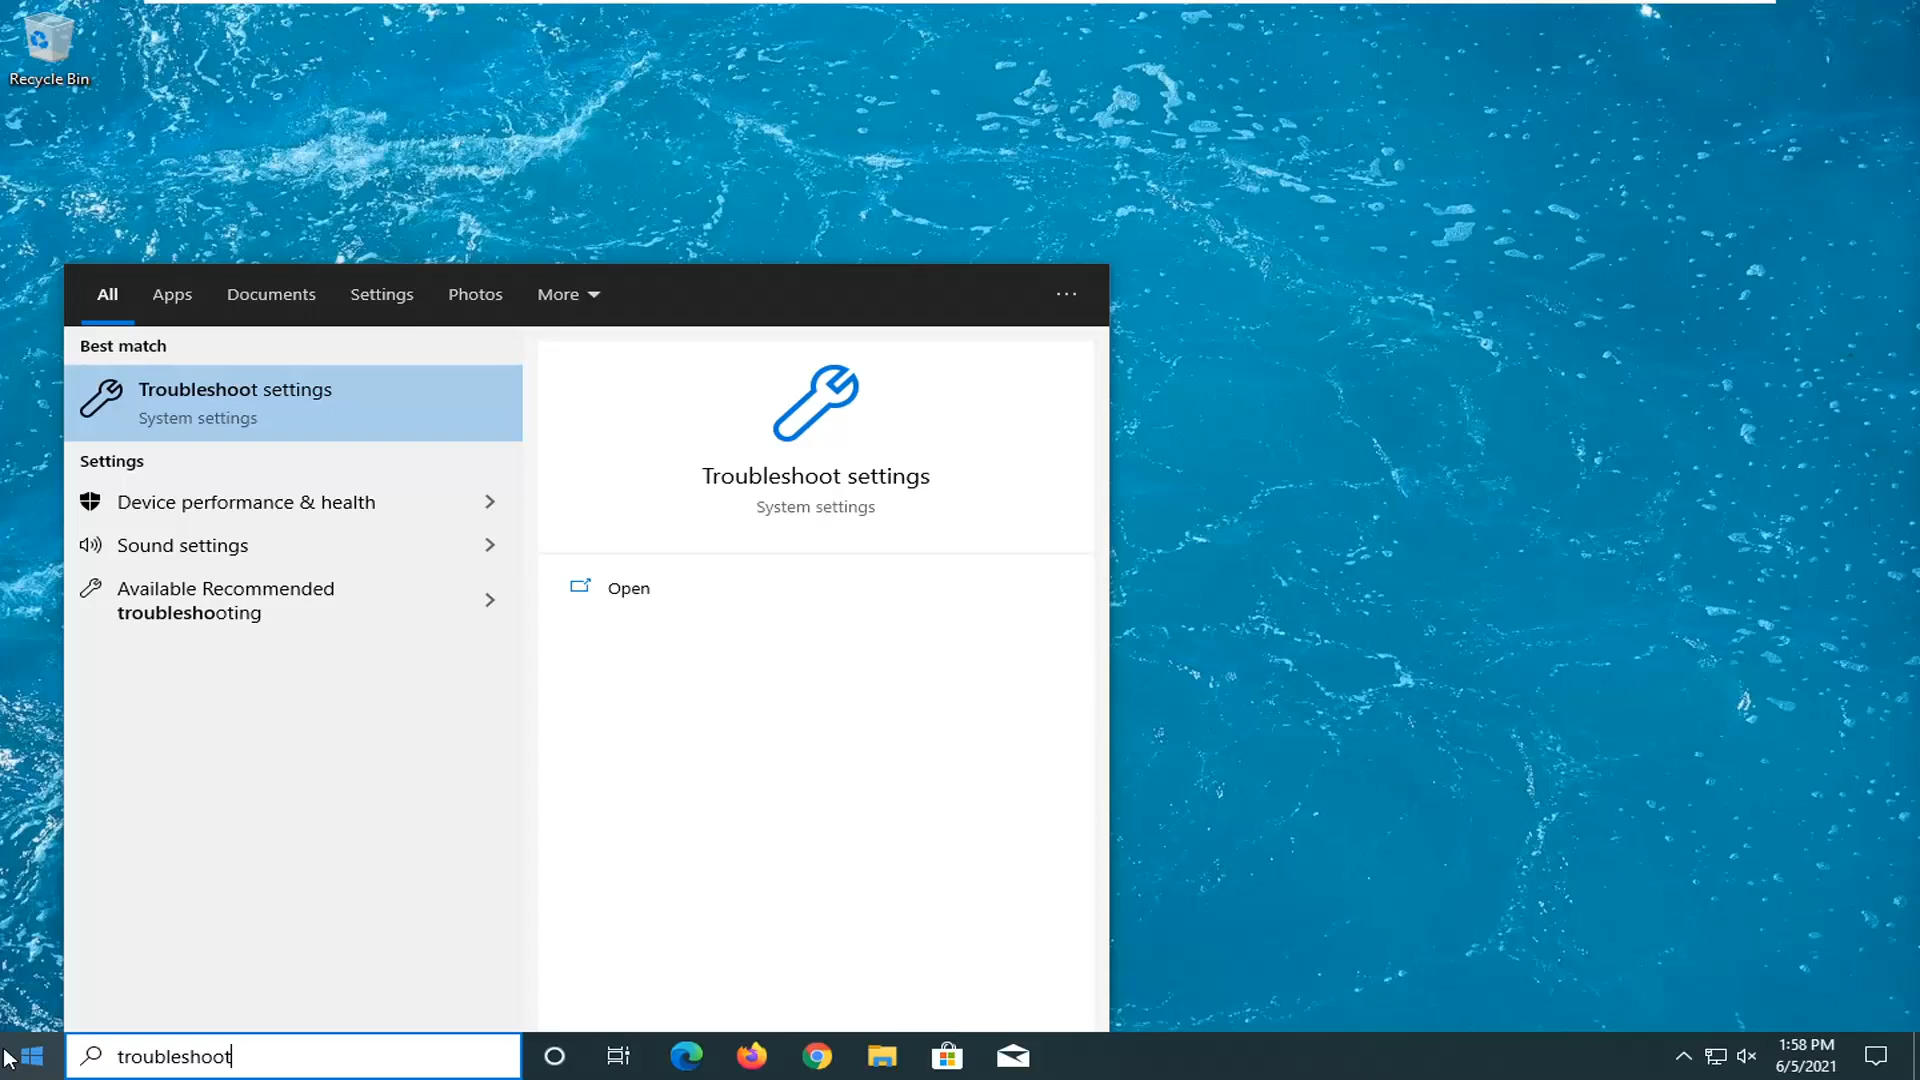 Recycle Bin
All Apps Documents Settings Photos More ...
Best match
Troubleshoot settings
System settings
Settings
Device performance & health
Sound settings
Available Recommended
troubleshooting
Troubleshoot settings
System settings
Open
troubleshoot
1:58 PM
6/5/2021